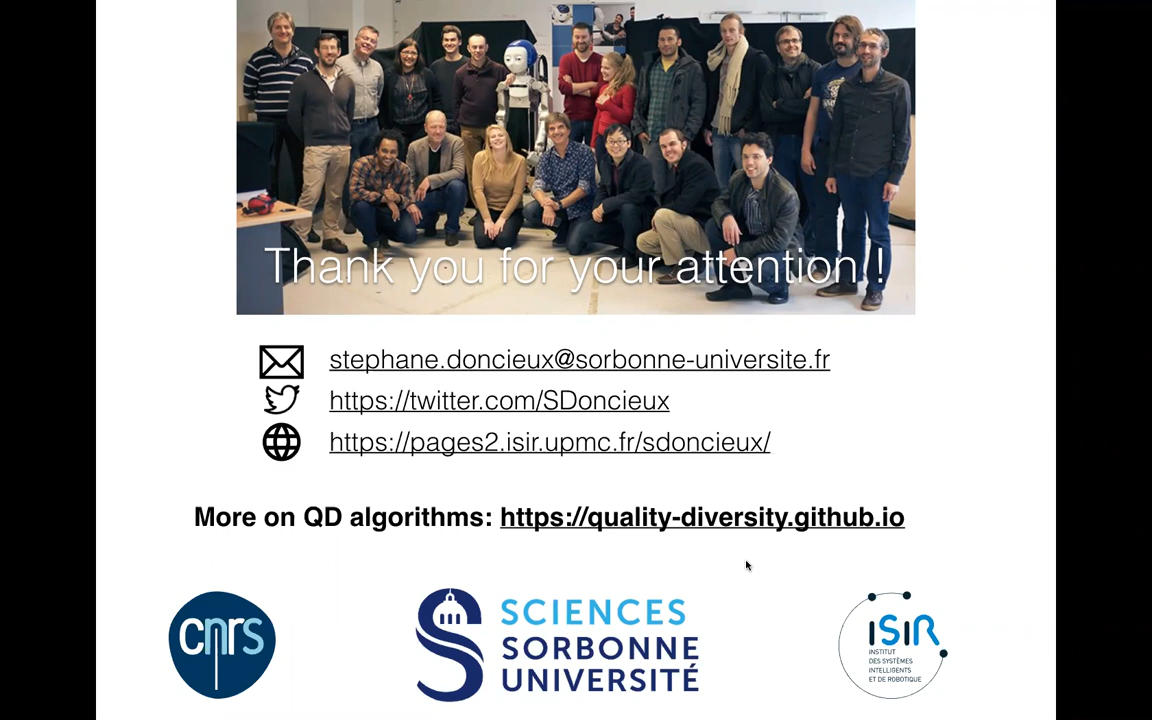 Thank you for your attention !
stephane.doncieux@sorbonne-universite.fr
https://twitter.com/SDoncieux
https://pages2.isir.upmc.fr/sdoncieux/
More on QD algorithms: https://quality-diversity.github.io
cnrs
SCIENCES
SORBONNE
UNIVERSITÉ
ISIR
INSTITUT
DES SYSTÈMES
INTELLIGENTS
ET DE ROBOTIQUE